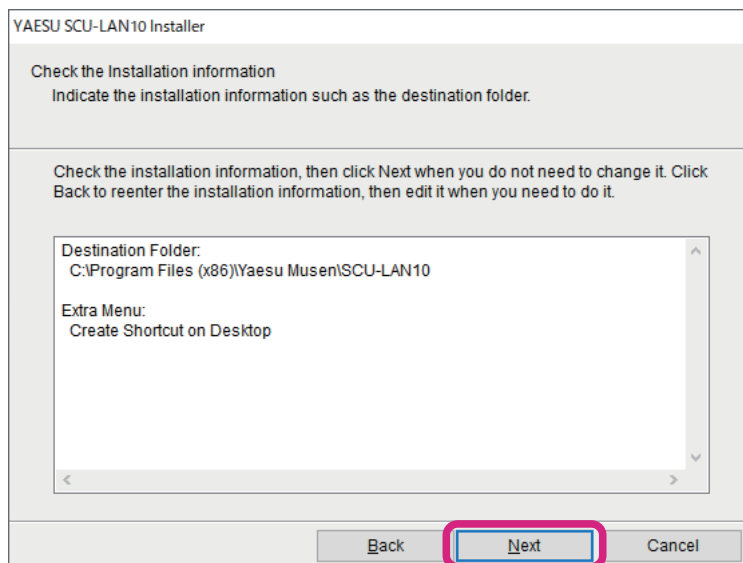 YAESU SCU-LAN10 Installer
Check the Installation information
Indicate the installation information such as the destination folder.
Check the installation information, then click Next when you do not need to change it. Click
Back to reenter the installation information, then edit it when you need to do it.
Destination Folder:
C:\Program Files (x86)\Yaesu Musen\SCU-LAN10
Extra Menu:
Create Shortcut on Desktop
Back
Next
Cancel